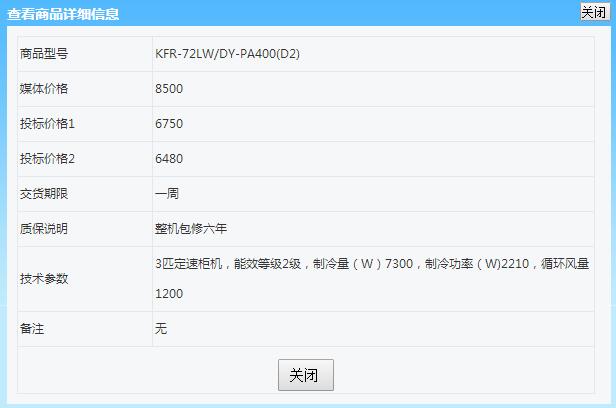 查看商品详细信息
关闭
商品型号 KFR-72LW/DY-PA400(D2)
媒体价格 8500
投标价格1 6750
投标价格2 6480
交货期限 一周
质保说明 整机包修六年
技术参数 3匹定速柜机，能效等级2级，制冷量（W）7300，制冷功率（W)2210，循环风量
1200
备注 无
关闭